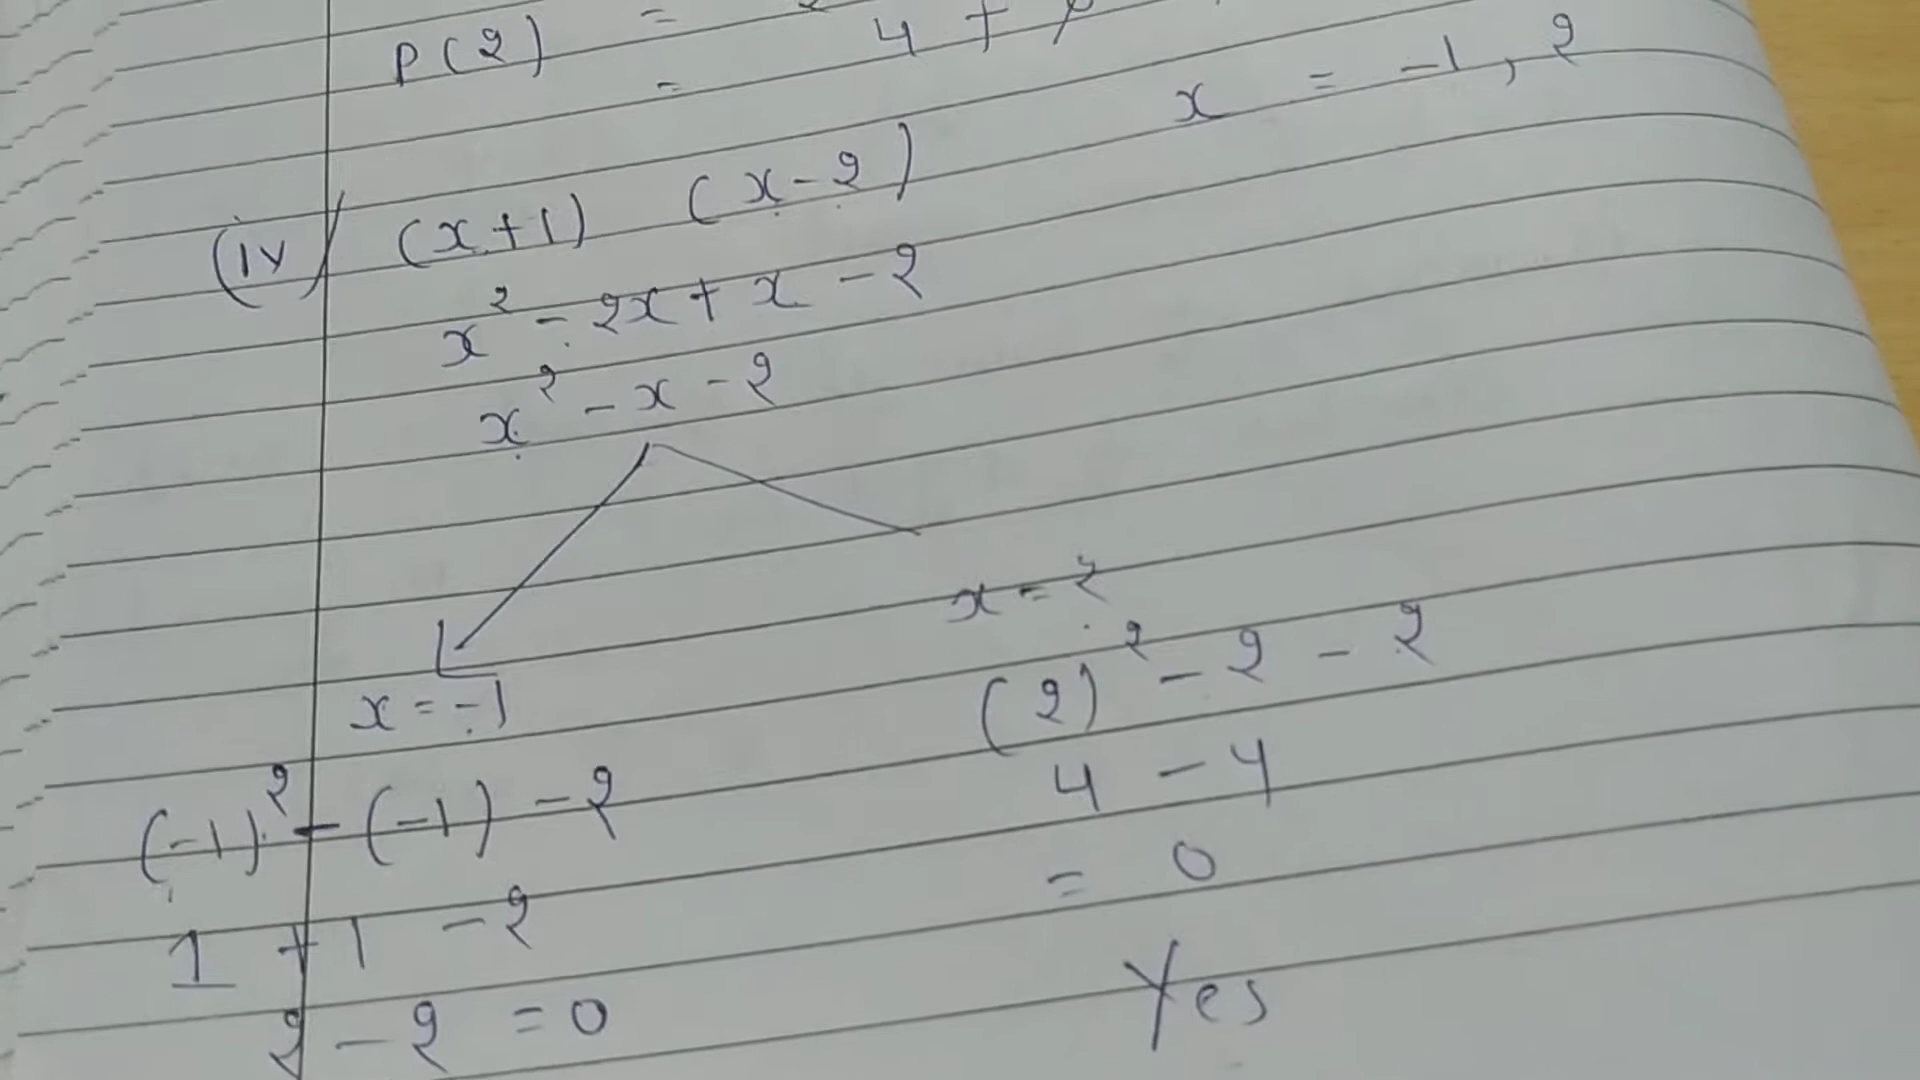 P(2) =
= 4 +
x = -1, 2
(iv) (x+1) (x-2)
x² - 2x + x - 2
x² - x - 2
x = -1
(-1)² - (-1) - 2
1 + 1 - 2
2 - 2 = 0
x = 2
(2)² - 2 - 2
4 - 4
= 0
Yes